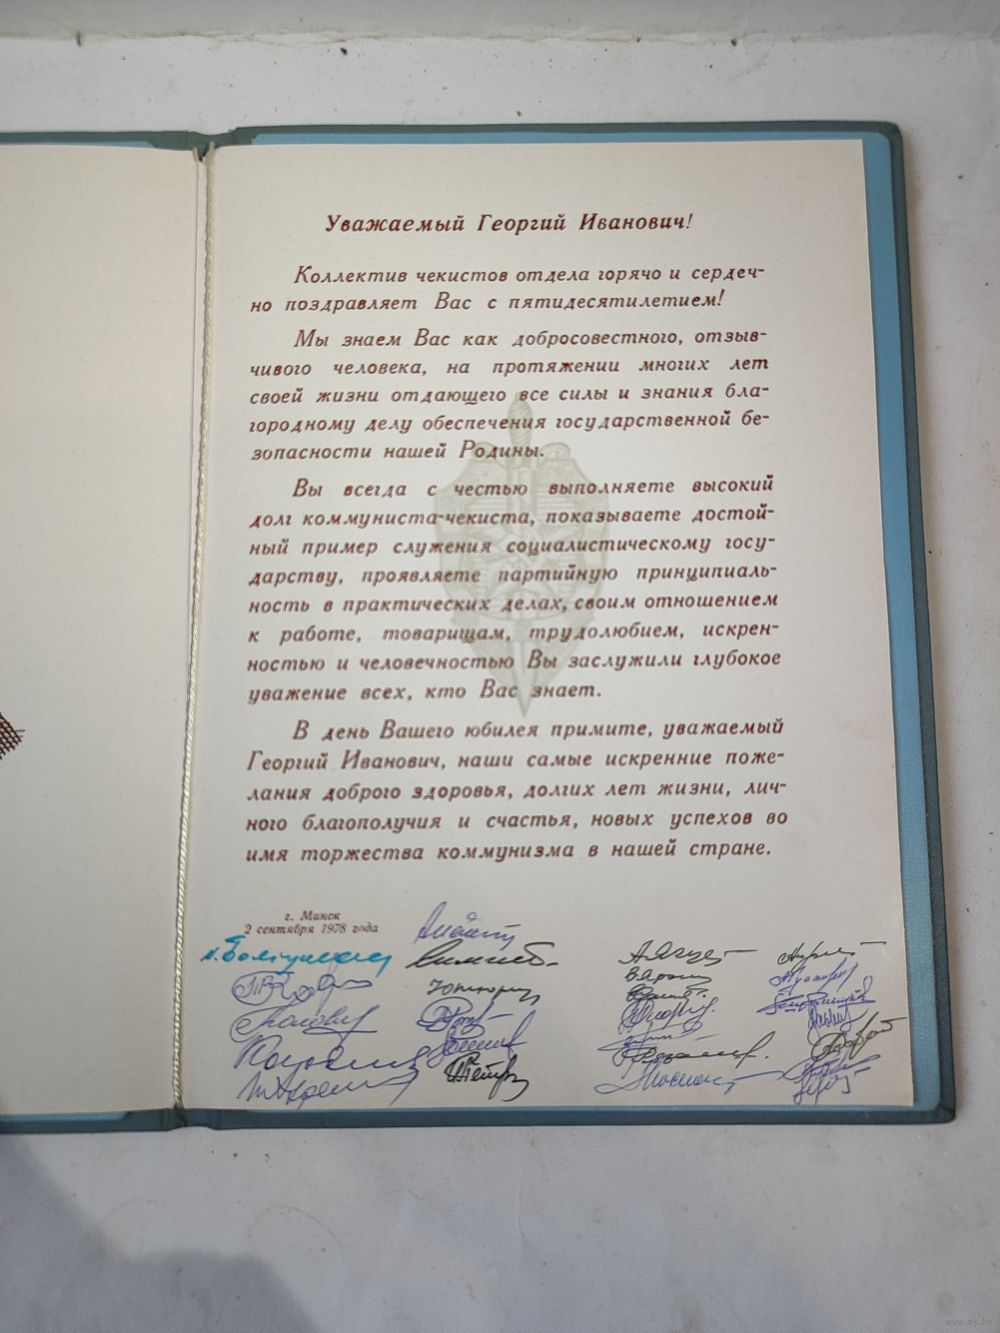 Уважаемый Георгий Иванович!
Коллектив чекистов отдела горячо и сердеч-
но поздравляет Вас с пятидесятилетием!
Мы знаем Вас как добросовестного, отзыв-
чивого человека, на протяжении многих лет
своей жизни отдающего все силы и знания бла-
городному делу обеспечения государственной бе-
зопасности нашей Родины.
Вы всегда с честью выполняете высокий
долг коммуниста-чекиста, показываете достой-
ный пример служения социалистическому госу-
дарству, проявляете партийную принципиаль-
ность в практических делах, своим отношением
к работе, товарищам, трудолюбием, искрен-
ностью и человечностью Вы заслужили глубокое
уважение всех, кто Вас знает.
В день Вашего юбилея примите, уважаемый
Георгий Иванович, наши самые искренние поже-
лания доброго здоровья, долгих лет жизни, лич-
ного благополучия и счастья, новых успехов во
имя торжества коммунизма в нашей стране.
г. Минск
2 сентября 1978 года
www.ay.by